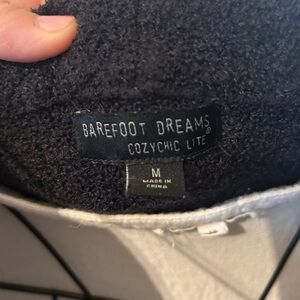 BAREFOOT DREAMS®
COZYCHIC LITE®
M
MADE IN
CHINA